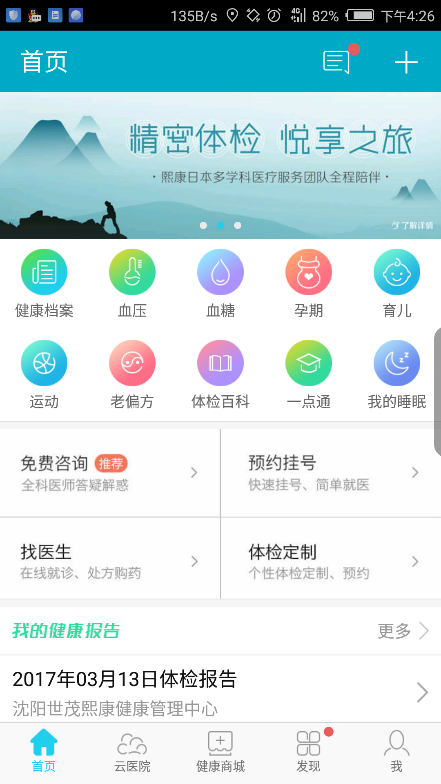 135B/s 4G 82% 下午4:26
首页
精密体检 悦享之旅
·熙康日本多学科医疗服务团队全程陪伴·
了解详情
健康档案 血压 血糖 孕期 育儿
运动 老偏方 体检百科 一点通 我的睡眠
免费咨询 推荐
全科医师答疑解惑
预约挂号
快速挂号、简单就医
找医生
在线就诊、处方购药
体检定制
个性体检定制、预约
我的健康报告 更多
2017年03月13日体检报告
沈阳世茂熙康健康管理中心
首页 云医院 健康商城 发现 我